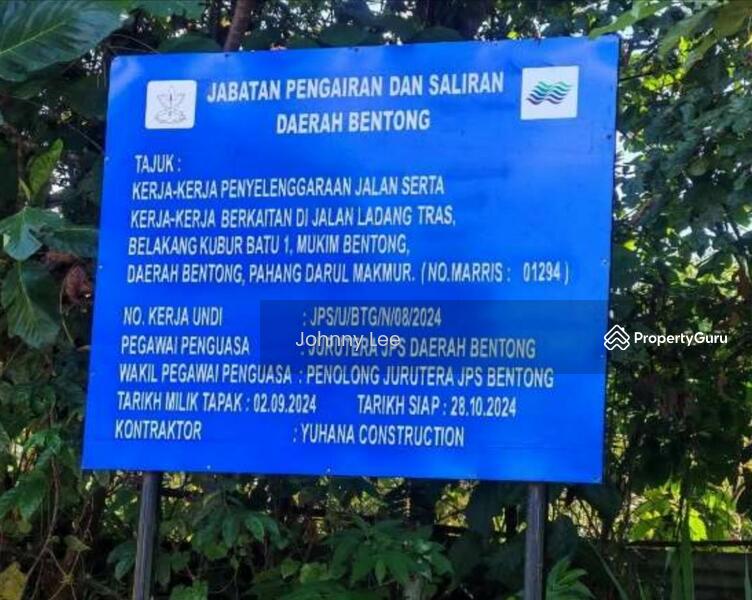 JABATAN PENGAIRAN DAN SALIRAN
DAERAH BENTONG
TAJUK :
KERJA-KERJA PENYELENGGARAAN JALAN SERTA
KERJA-KERJA BERKAITAN DI JALAN LADANG TRAS,
BELAKANG KUBUR BATU 1, MUKIM BENTONG,
DAERAH BENTONG, PAHANG DARUL MAKMUR. (NO.MARRIS : 01294)
NO. KERJA UNDI : JPS/U/BTG/N/08/2024
PEGAWAI PENGUASA : JURUTERA JPS DAERAH BENTONG
Johnny Lee
PropertyGuru
WAKIL PEGAWAI PENGUASA : PENOLONG JURUTERA JPS BENTONG
TARIKH MILIK TAPAK : 02.09.2024 TARIKH SIAP : 28.10.2024
KONTRAKTOR : YUHANA CONSTRUCTION